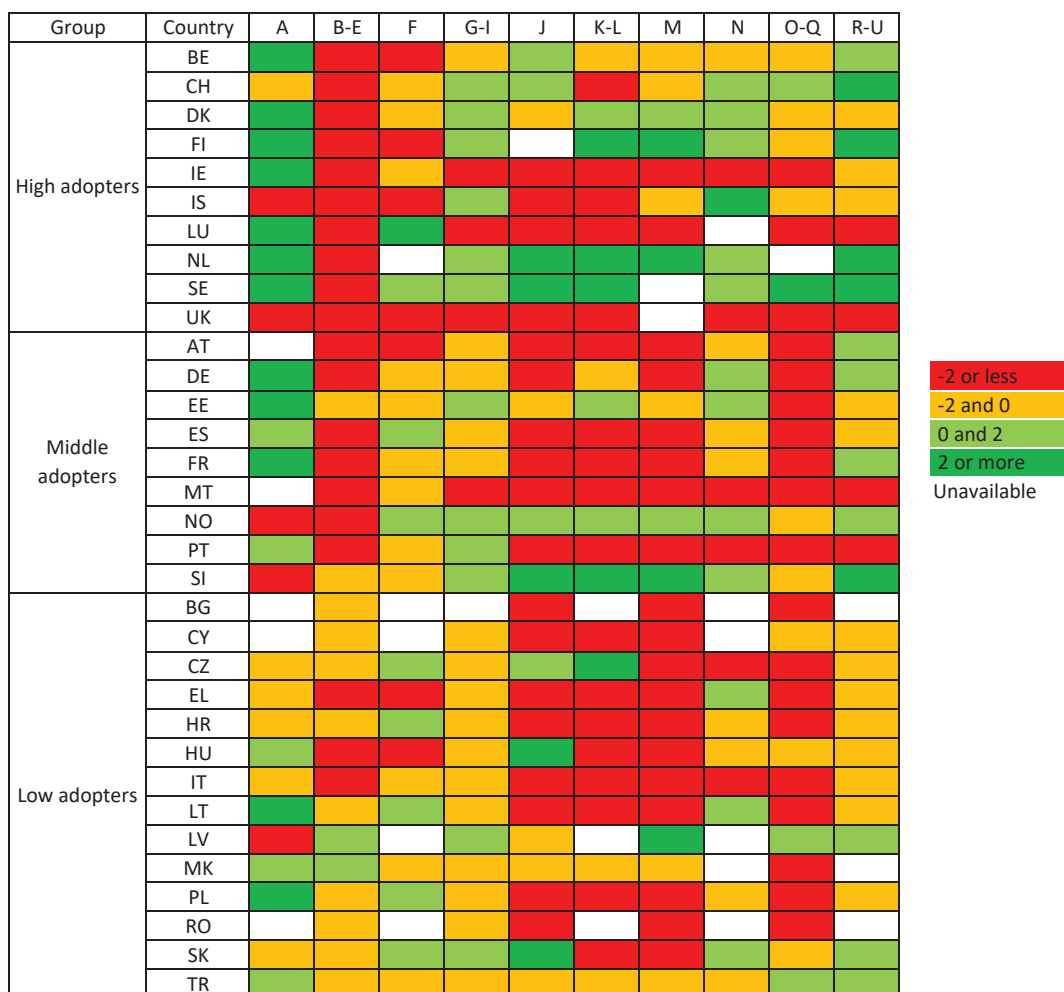 Group Country A B-E F G-I J K-L M N O-Q R-U
High adopters
BE
CH
DK
FI
IE
IS
LU
NL
SE
UK
Middle
adopters
AT
DE
EE
ES
FR
MT
NO
PT
SI
Low adopters
BG
CY
CZ
EL
HR
HU
IT
LT
LV
MK
PL
RO
SK
TR
-2 or less
-2 and 0
0 and 2
2 or more
Unavailable